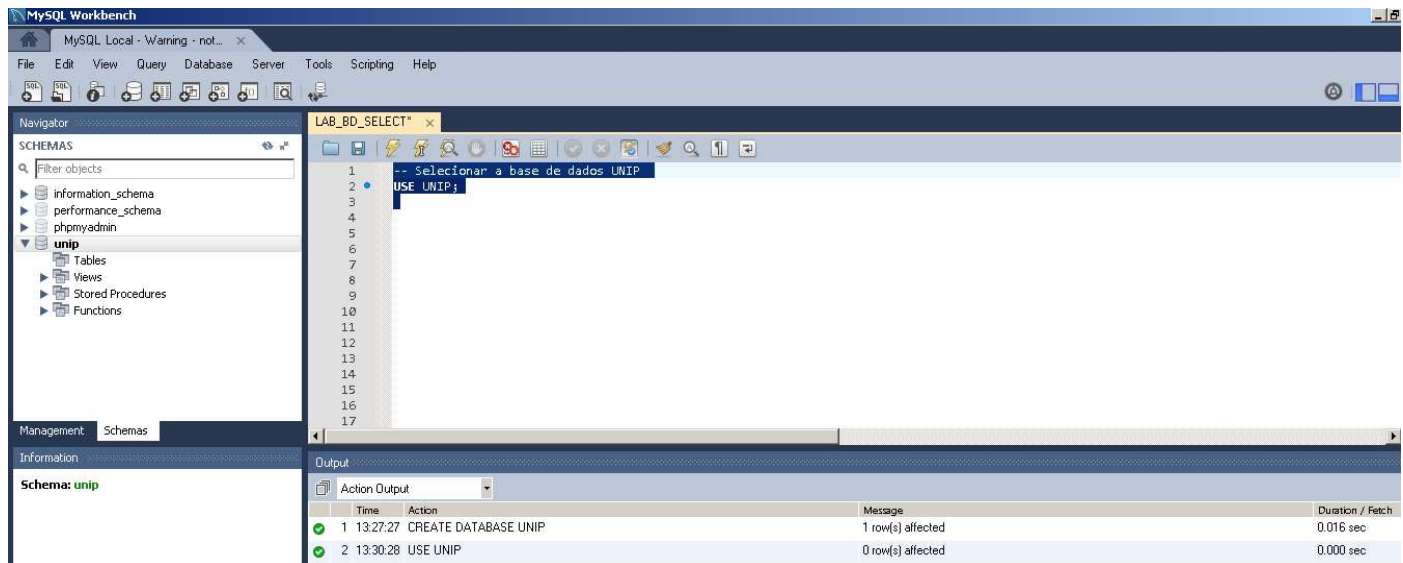 MySQL Workbench
MySQL Local - Warning - not...
File Edit View Query Database Server Tools Scripting Help
Navigator
SCHEMAS
Filter objects
information_schema
performance_schema
phpmyadmin
unip
Tables
Views
Stored Procedures
Functions
Management Schemas
Information
Schema: unip
LAB_BD_SELECT*
1 -- Selecionar a base de dados UNIP
2 USE UNIP;
3
4
5
6
7
8
9
10
11
12
13
14
15
16
17
Output
Action Output
Time Action Message Duration / Fetch
1 13:27:27 CREATE DATABASE UNIP 1 row(s) affected 0.016 sec
2 13:30:28 USE UNIP 0 row(s) affected 0.000 sec